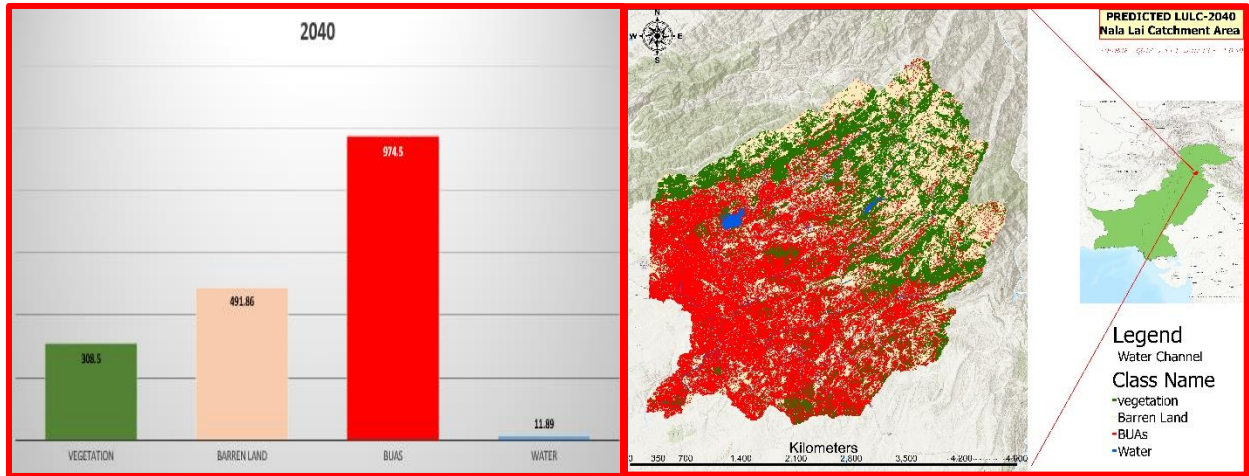 2040
308.5
491.86
974.5
11.89
VEGETATION BARREN LAND BUAS WATER
N
W E
S
PREDICTED LULC-2040
Nala Lai Catchment Area
Legend
Water Channel
Class Name
vegetation
Barren Land
BUAs
Water
Kilometers
0 350 700 1,400 2,100 2,800 3,500 4,200 4,900